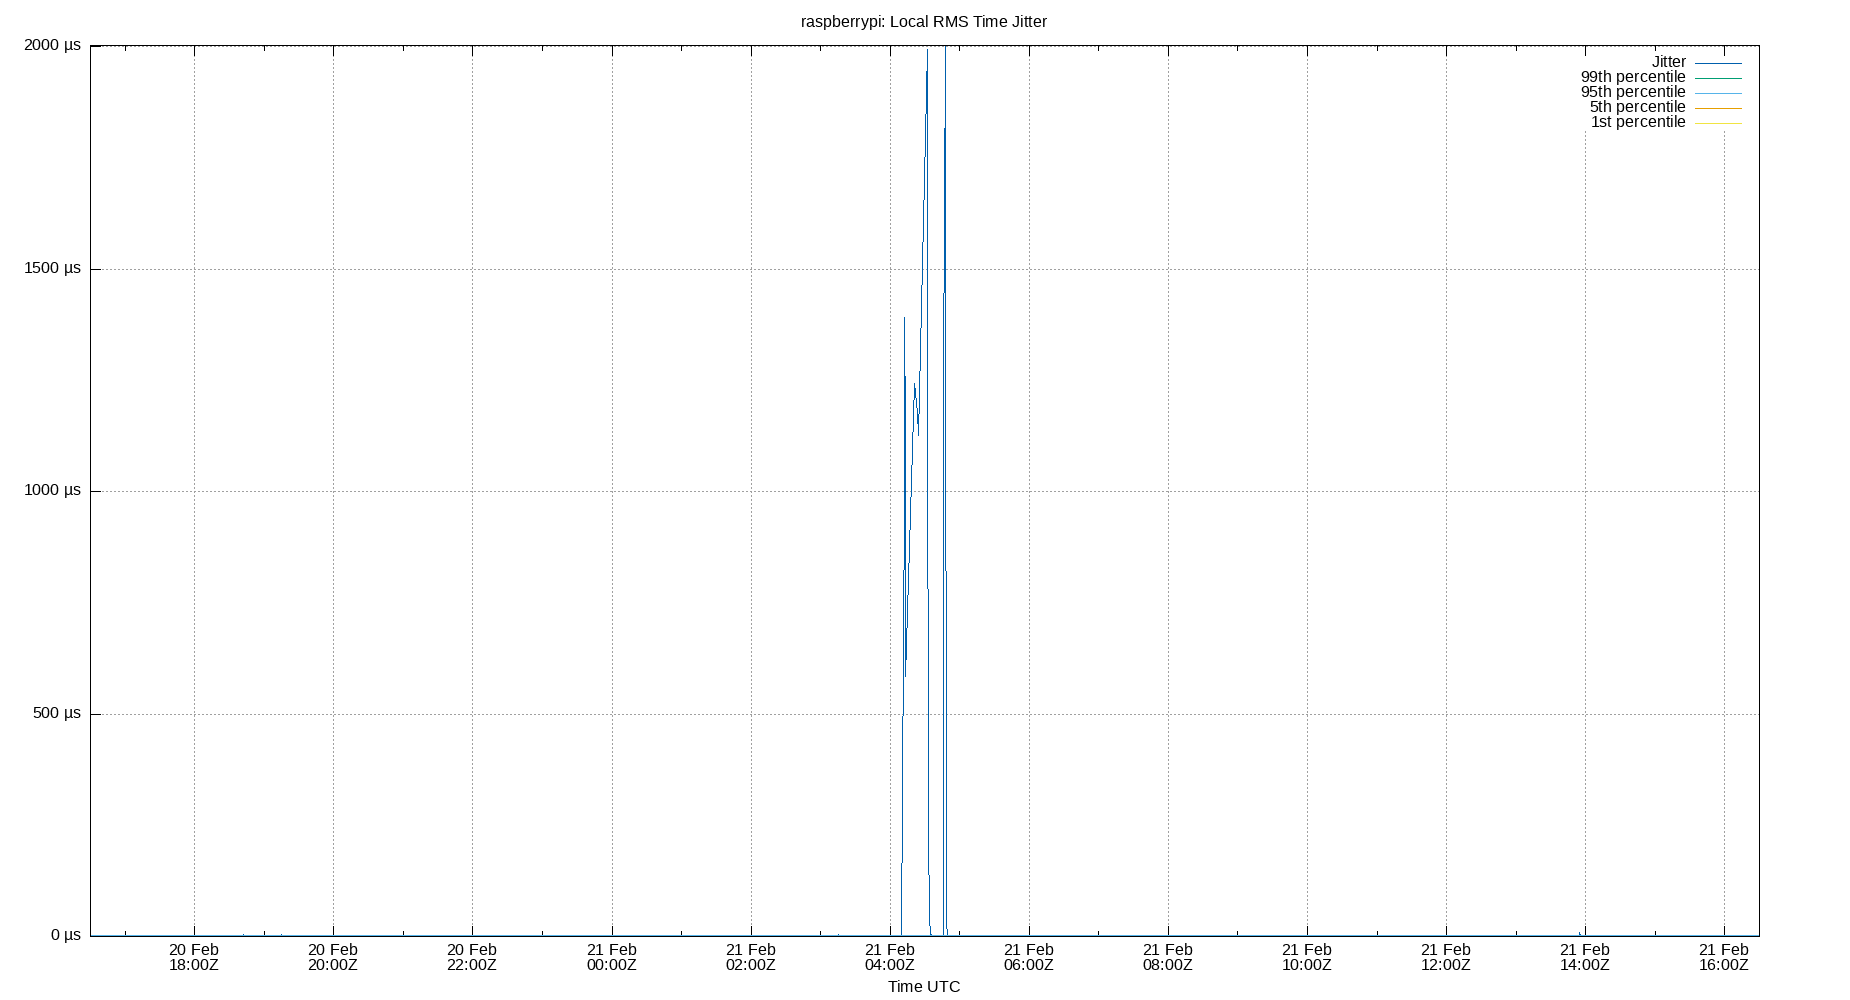 raspberrypi: Local RMS Time Jitter
2000 µs
1500 µs
1000 µs
500 µs
0 µs
Jitter
99th percentile
95th percentile
5th percentile
1st percentile
20 Feb 20 Feb 20 Feb 21 Feb 21 Feb 21 Feb 21 Feb 21 Feb 21 Feb 21 Feb 21 Feb 21 Feb
18:00Z 20:00Z 22:00Z 00:00Z 02:00Z 04:00Z 06:00Z 08:00Z 10:00Z 12:00Z 14:00Z 16:00Z
Time UTC